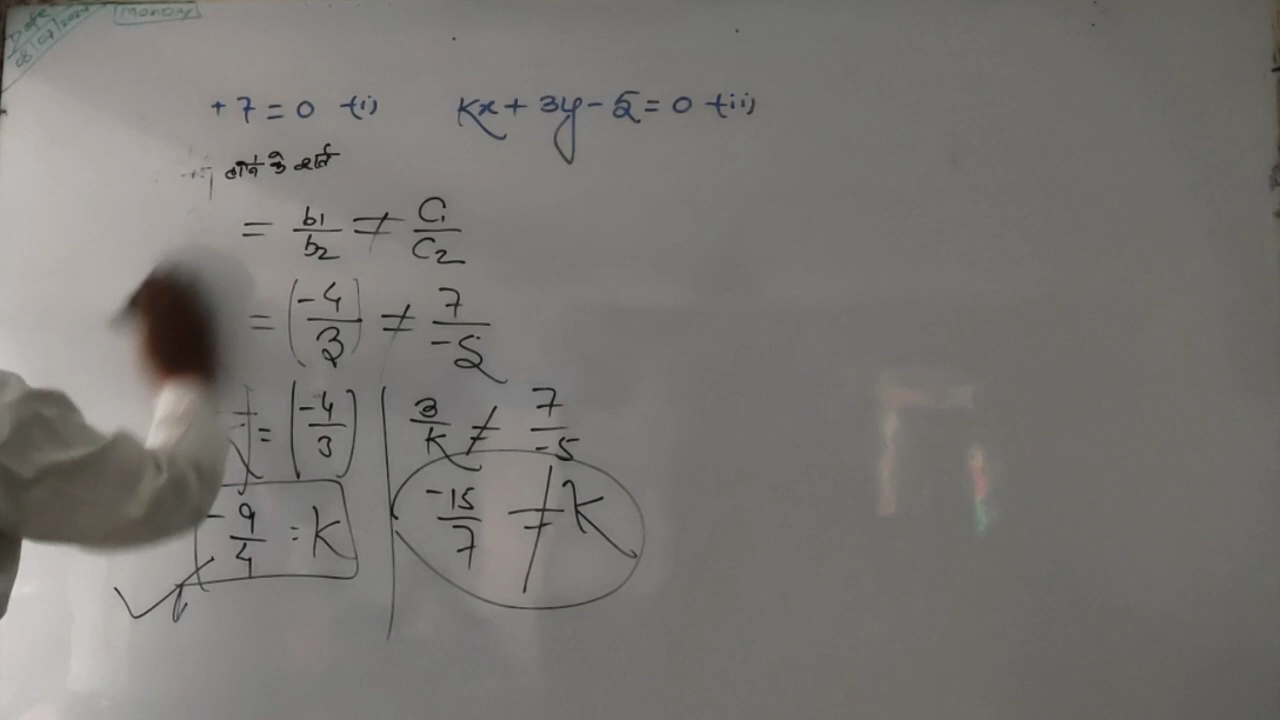 Date
08/07/2024
MONDAY
+7=0 -(i) Kx+3y-5=0 -(ii)
= b1/b2 ≠ C1/C2
= (-4/3) ≠ 7/-5
= (-4/3) | 3/K ≠ 7/-5
-9/4 = K | -15/7 ≠ K